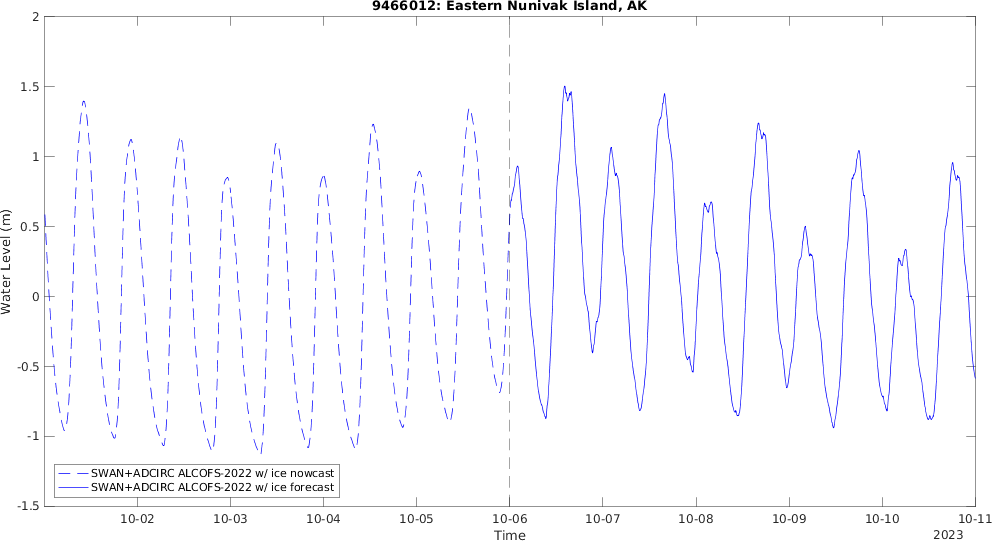 9466012: Eastern Nunivak Island, AK
Water Level (m)
2
1.5
1
0.5
0
-0.5
-1
-1.5
SWAN+ADCIRC ALCOFS-2022 w/ ice nowcast
SWAN+ADCIRC ALCOFS-2022 w/ ice forecast
10-02 10-03 10-04 10-05 10-06 10-07 10-08 10-09 10-10 10-11
Time
2023